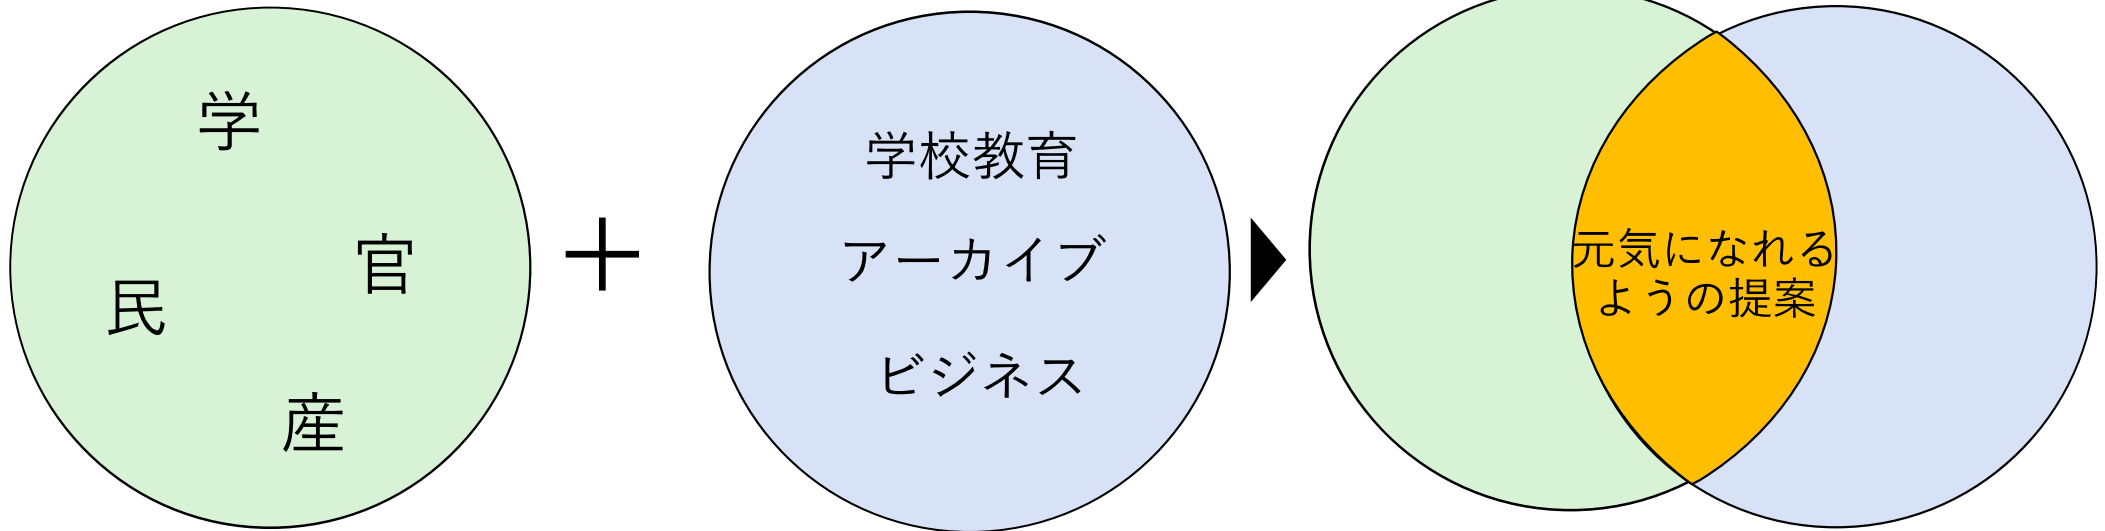 学
官
民
産
+
学校教育
アーカイブ
ビジネス
元気になれる
ようの提案